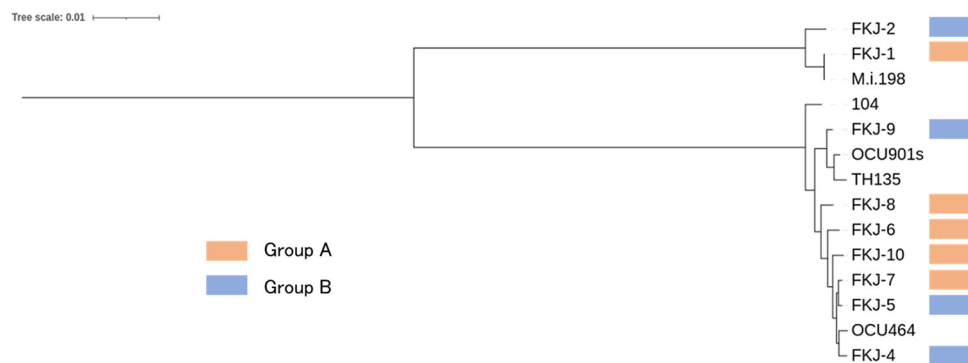 Tree scale: 0.01
FKJ-2
FKJ-1
M.i.198
104
FKJ-9
OCU901s
TH135
FKJ-8
FKJ-6
FKJ-10
FKJ-7
FKJ-5
OCU464
FKJ-4
Group A
Group B